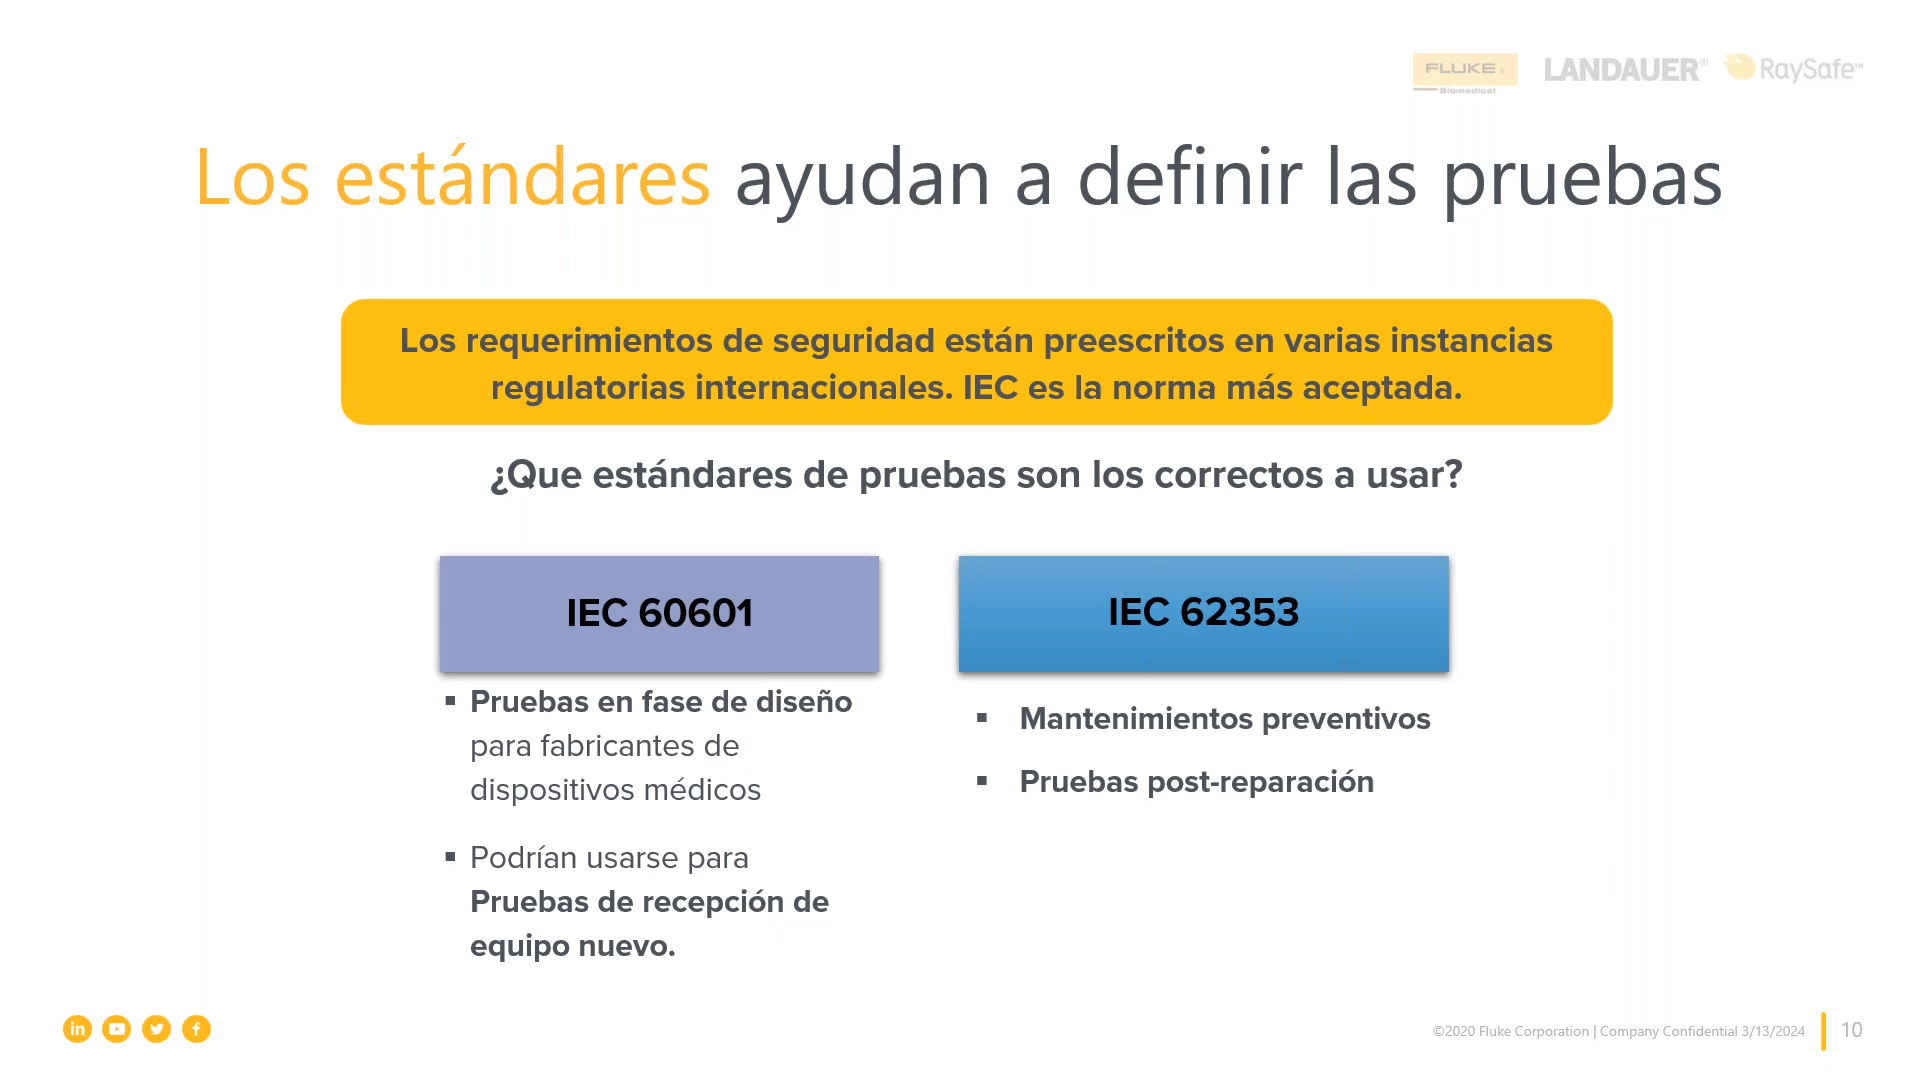 FLUKE®
Biomedical
LANDAUER®
RaySafe™
Los estándares ayudan a definir las pruebas
Los requerimientos de seguridad están preescritos en varias instancias
regulatorias internacionales. IEC es la norma más aceptada.
¿Que estándares de pruebas son los correctos a usar?
IEC 60601
▪ Pruebas en fase de diseño
para fabricantes de
dispositivos médicos
▪ Podrían usarse para
Pruebas de recepción de
equipo nuevo.
IEC 62353
▪ Mantenimientos preventivos
▪ Pruebas post-reparación
©2020 Fluke Corporation | Company Confidential 3/13/2024
10